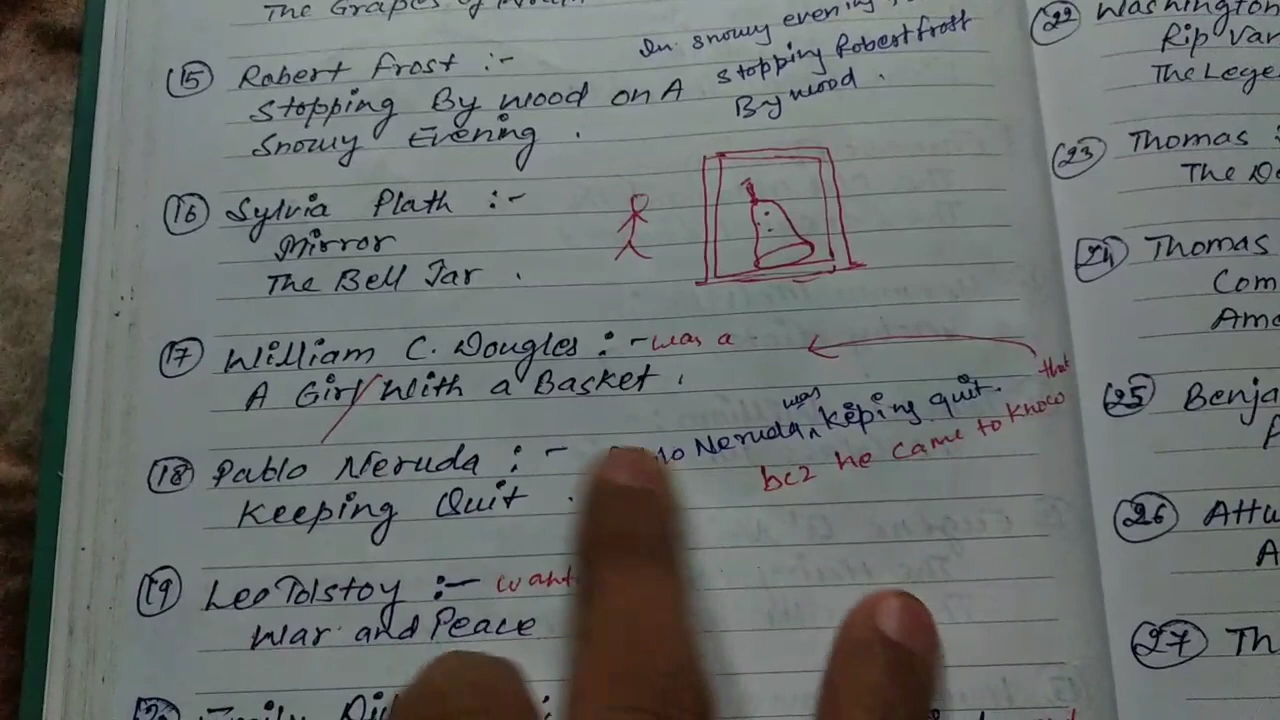 The Grapes of
(15) Robert frost :-
Stopping By wood on A
Snowy Evening .
In snowy evening
stopping Robert frost
By wood .
(16) Sylvia Plath :-
Mirror
The Bell Jar .
(17) William C. Dougles : - was a
A Girl/With a Basket .
(18) Pablo Neruda : - lo Neruda was keping quit.
bcz he came to know that
Keeping Quit .
(19) Leo Tolstoy :- want
War and Peace
(22) Washington
Rip Van
The Lege
(23) Thomas :
The De
(24) Thomas
Com
Ame
(25) Benja
(26) Attu
A
(27) Th